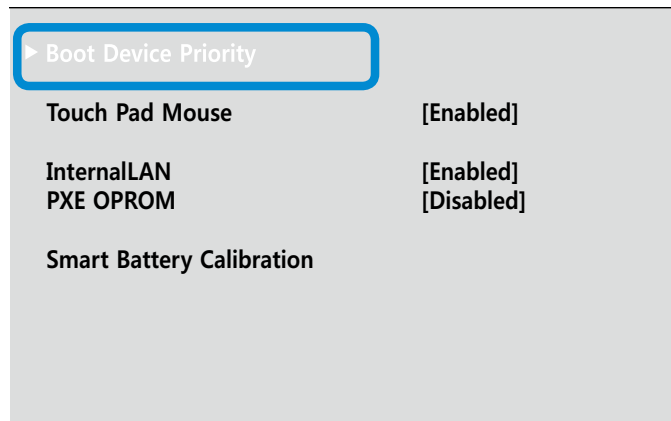 ▶ Boot Device Priority
Touch Pad Mouse [Enabled]
InternalLAN [Enabled]
PXE OPROM [Disabled]
Smart Battery Calibration